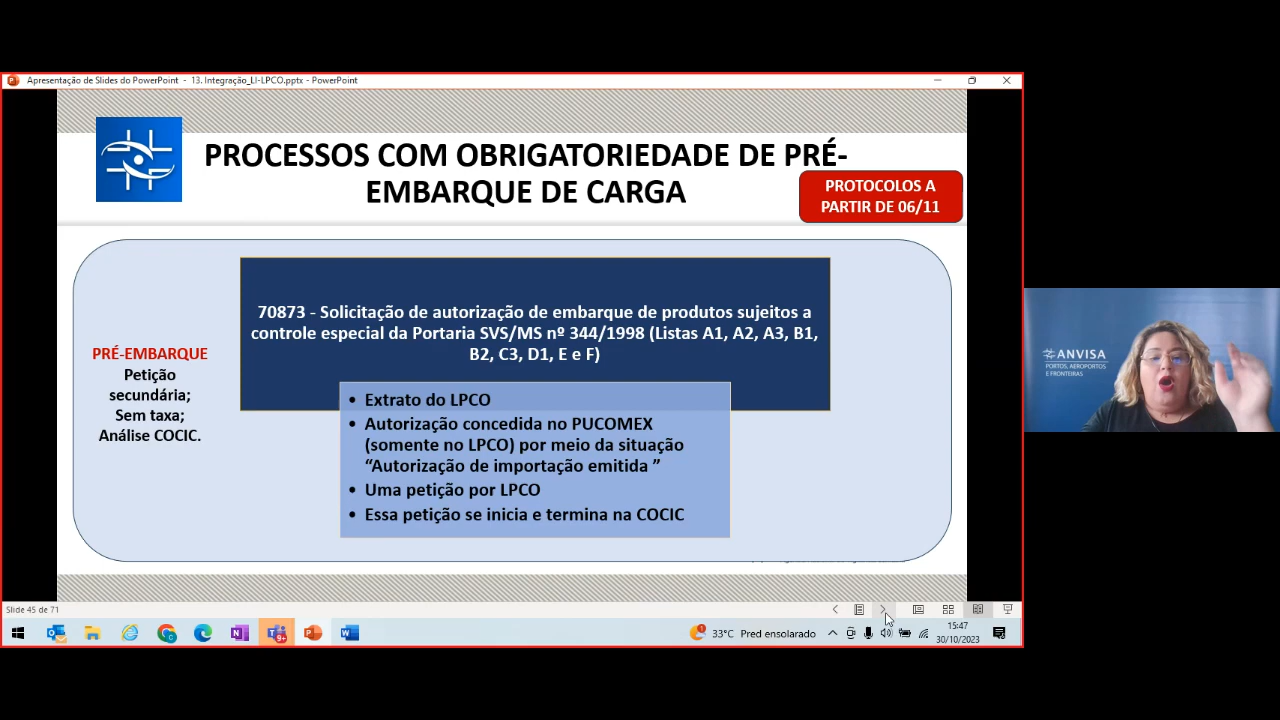 Apresentação de Slides do PowerPoint - 13. Integração_LI-LPCO.pptx - PowerPoint
PROCESSOS COM OBRIGATORIEDADE DE PRÉ-
EMBARQUE DE CARGA
PROTOCOLOS A
PARTIR DE 06/11
70873 - Solicitação de autorização de embarque de produtos sujeitos a
controle especial da Portaria SVS/MS nº 344/1998 (Listas A1, A2, A3, B1,
B2, C3, D1, E e F)
PRÉ-EMBARQUE
Petição
secundária;
Sem taxa;
Análise COCIC.
• Extrato do LPCO
• Autorização concedida no PUCOMEX
(somente no LPCO) por meio da situação
“Autorização de importação emitida ”
• Uma petição por LPCO
• Essa petição se inicia e termina na COCIC
ANVISA
PORTOS, AEROPORTOS
E FRONTEIRAS
Slide 45 de 71
9+
1
33°C Pred ensolarado
15:47
30/10/2023